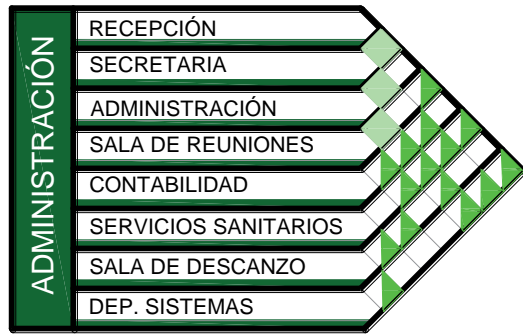 ADMINISTRACIÓN
RECEPCIÓN
SECRETARIA
ADMINISTRACIÓN
SALA DE REUNIONES
CONTABILIDAD
SERVICIOS SANITARIOS
SALA DE DESCANZO
DEP. SISTEMAS